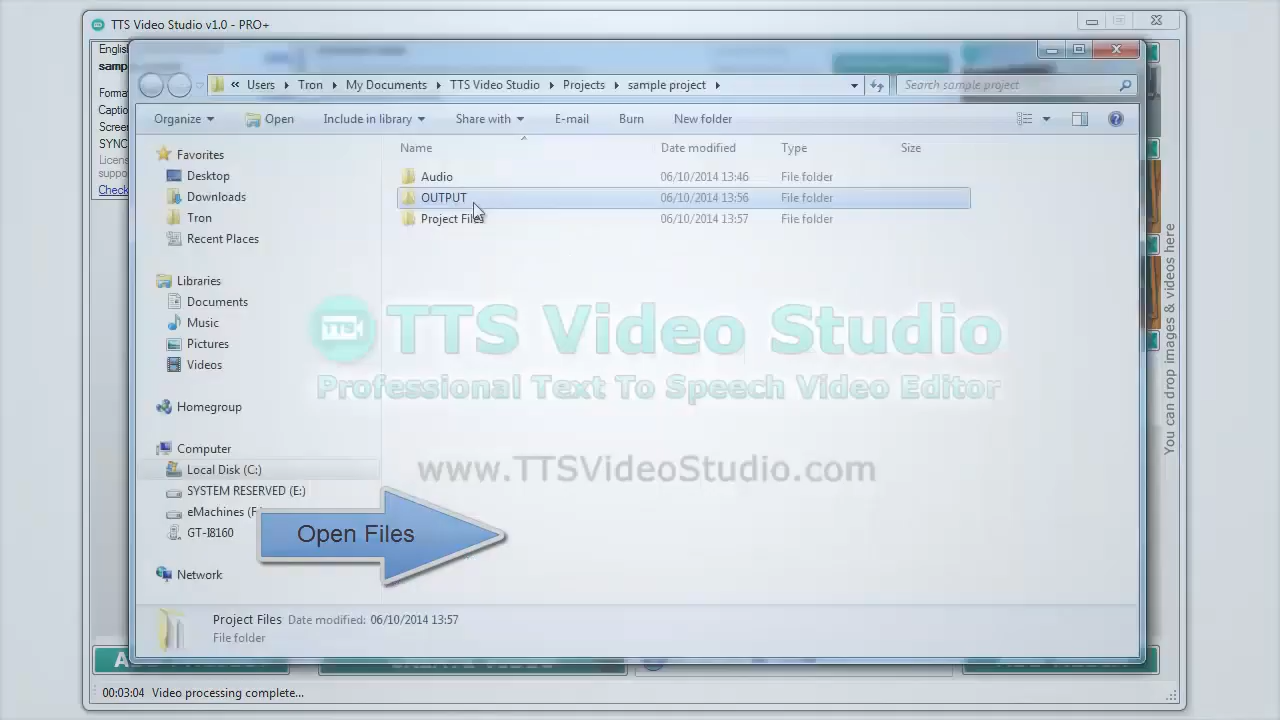 TTS Video Studio v1.0 - PRO+
English
sample
Users
Tron
My Documents
TTS Video Studio
Projects
sample project
Search sample project
Organize
Open
Include in library
Share with
E-mail
Burn
New folder
Name
Date modified
Type
Size
Audio
06/10/2014 13:46
File folder
OUTPUT
06/10/2014 13:56
File folder
Project Files
06/10/2014 13:57
File folder
Favorites
Desktop
Downloads
Tron
Recent Places
Libraries
Documents
Music
Pictures
Videos
Homegroup
Computer
Local Disk (C:)
SYSTEM RESERVED (E:)
eMachines (F
GT-I8160
Network
SYNC
Check
You can drop images & videos here
TTS
TTS Video Studio
Professional Text To Speech Video Editor
www.TTSVideoStudio.com
Open Files
Project Files Date modified: 06/10/2014 13:57
File folder
00:03:04 Video processing complete...